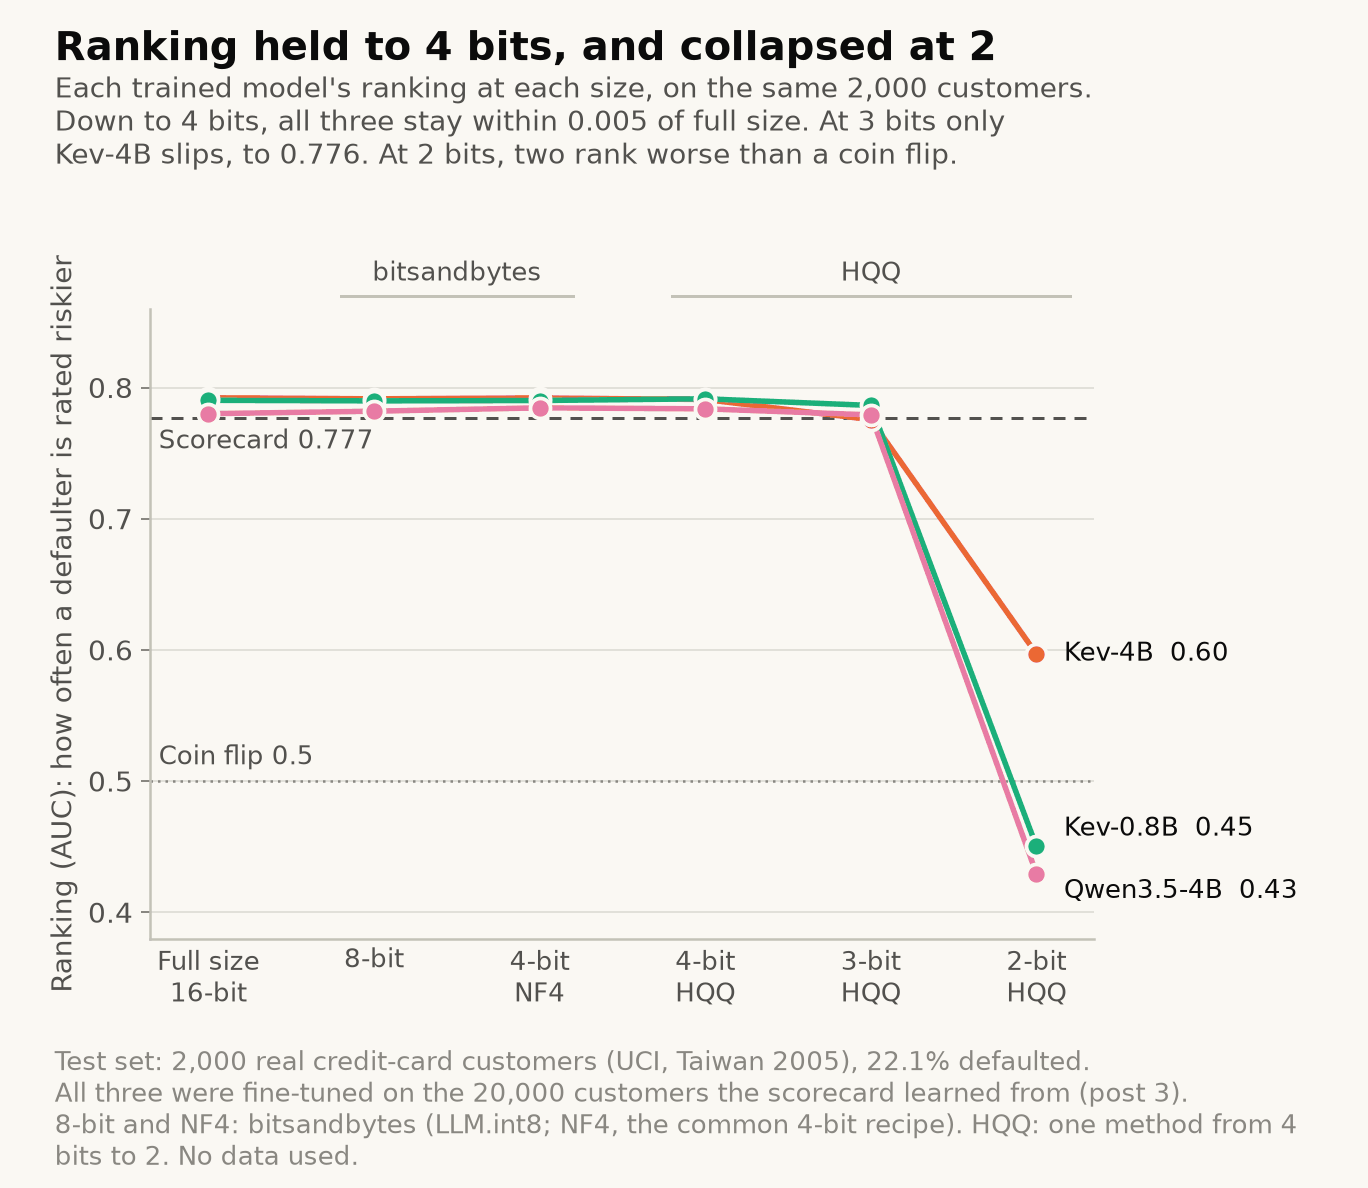 Ranking held to 4 bits, and collapsed at 2
Each trained model's ranking at each size, on the same 2,000 customers.
Down to 4 bits, all three stay within 0.005 of full size. At 3 bits only
Kev-4B slips, to 0.776. At 2 bits, two rank worse than a coin flip.
bitsandbytes
HQQ
Ranking (AUC): how often a defaulter is rated riskier
0.8
Scorecard 0.777
0.7
0.6
Kev-4B 0.60
Coin flip 0.5
0.5
Kev-0.8B 0.45
Qwen3.5-4B 0.43
0.4
Full size
16-bit
8-bit
4-bit
NF4
4-bit
HQQ
3-bit
HQQ
2-bit
HQQ
Test set: 2,000 real credit-card customers (UCI, Taiwan 2005), 22.1% defaulted.
All three were fine-tuned on the 20,000 customers the scorecard learned from (post 3).
8-bit and NF4: bitsandbytes (LLM.int8; NF4, the common 4-bit recipe). HQQ: one method from 4
bits to 2. No data used.